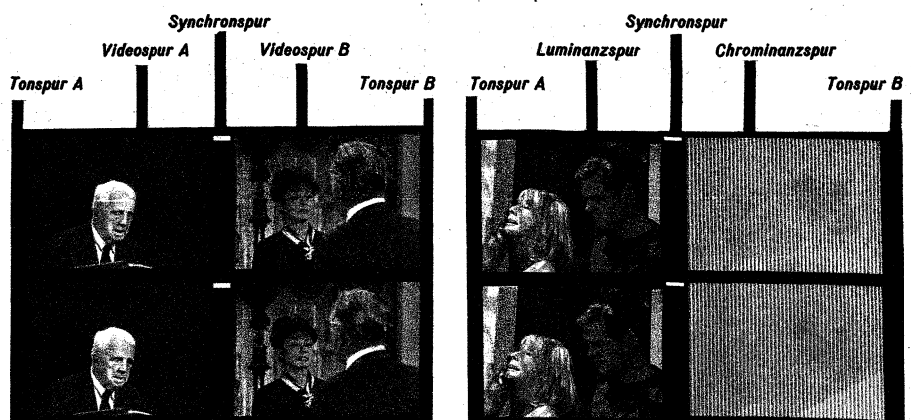 Synchronspur
Videospur A
Videospur B
Tonspur A
Tonspur B
Synchronspur
Luminanzspur
Chrominanzspur
Tonspur A
Tonspur B